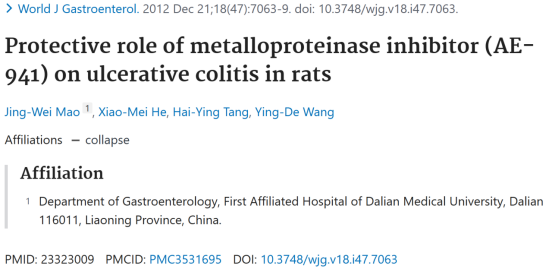 > World J Gastroenterol. 2012 Dec 21;18(47):7063-9. doi: 10.3748/wjg.v18.i47.7063.
Protective role of metalloproteinase inhibitor (AE-
941) on ulcerative colitis in rats
Jing-Wei Mao 1, Xiao-Mei He, Hai-Ying Tang, Ying-De Wang
Affiliations – collapse
Affiliation
1 Department of Gastroenterology, First Affiliated Hospital of Dalian Medical University, Dalian
116011, Liaoning Province, China.
PMID: 23323009 PMCID: PMC3531695 DOI: 10.3748/wjg.v18.i47.7063